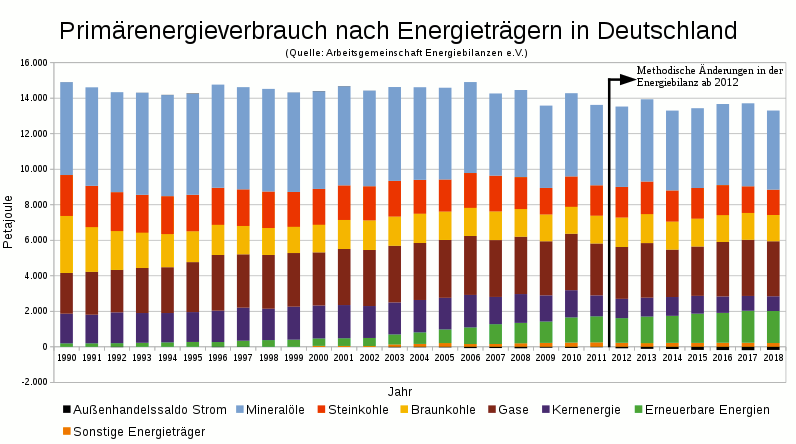 Primärenergieverbrauch nach Energieträgern in Deutschland
(Quelle: Arbeitsgemeinschaft Energiebilanzen e.V.)
16.000
14.000
12.000
10.000
8.000
6.000
4.000
2.000
0
-2.000
Petajoule
Methodische Änderungen in der
Energiebilanz ab 2012
1990 1991 1992 1993 1994 1995 1996 1997 1998 1999 2000 2001 2002 2003 2004 2005 2006 2007 2008 2009 2010 2011 2012 2013 2014 2015 2016 2017 2018
Jahr
Außenhandelssaldo Strom Mineralöle Steinkohle Braunkohle Gase Kernenergie Erneuerbare Energien
Sonstige Energieträger